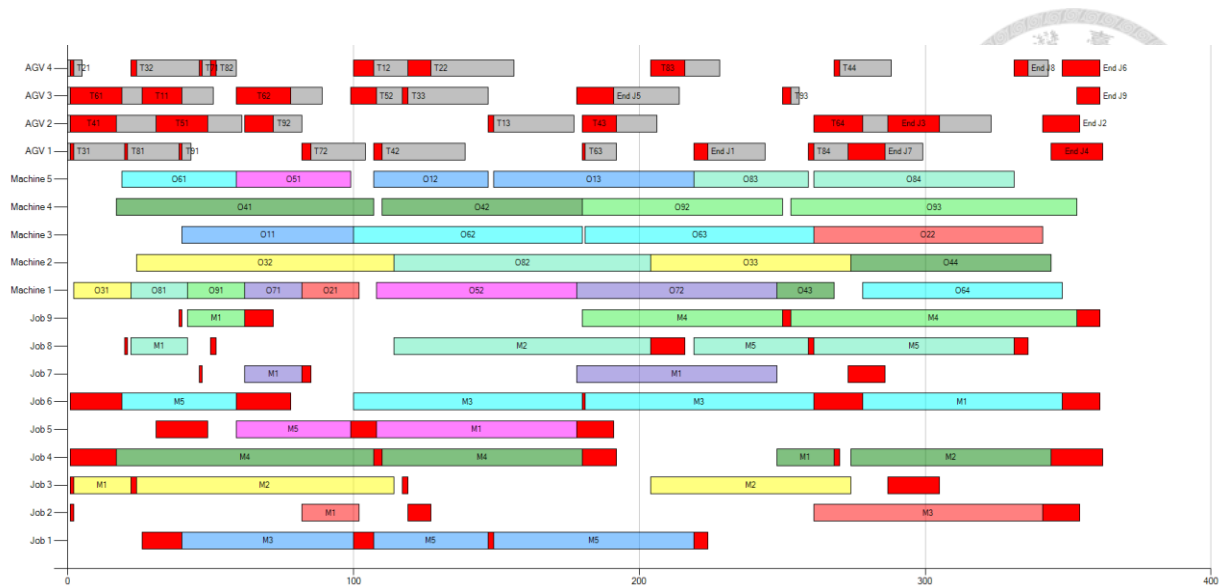 AGV 4 T21 T32 T71 T82 T12 T22 T83 T44 End J8 End J6
AGV 3 T61 T11 T62 T52 T33 End J5 T93 End J9
AGV 2 T41 T51 T92 T13 T43 T64 End J3 End J2
AGV 1 T31 T81 T91 T72 T42 T63 End J1 T84 End J7 End J4
Machine 5 O61 O51 O12 O13 O83 O84
Machine 4 O41 O42 O92 O93
Machine 3 O11 O62 O63 O22
Machine 2 O32 O82 O33 O44
Machine 1 O31 O81 O91 O71 O21 O52 O72 O43 O64
Job 9 M1 M4 M4
Job 8 M1 M2 M5 M5
Job 7 M1 M1
Job 6 M5 M3 M3 M1
Job 5 M5 M1
Job 4 M4 M4 M1 M2
Job 3 M1 M2 M2
Job 2 M1 M3
Job 1 M3 M5 M5
0 100 200 300 400